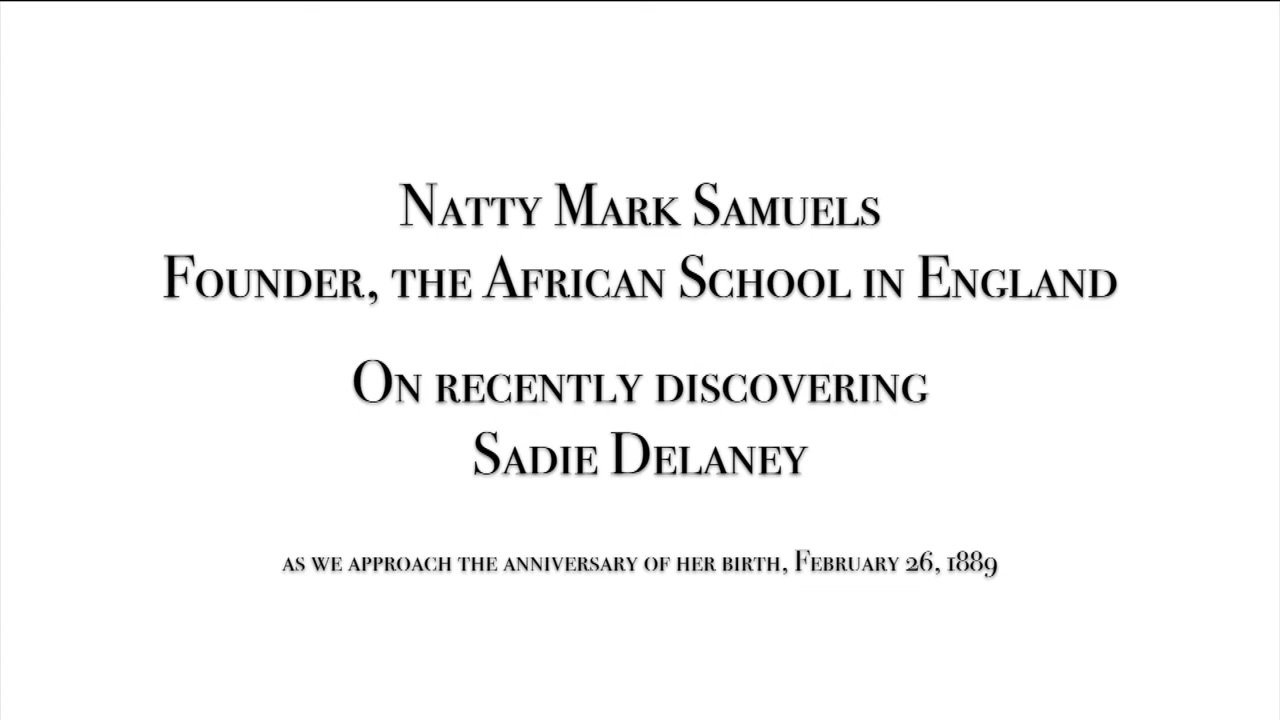 Natty Mark Samuels
Founder, the African School in England
On recently discovering
Sadie Delaney
as we approach the anniversary of her birth, February 26, 1889